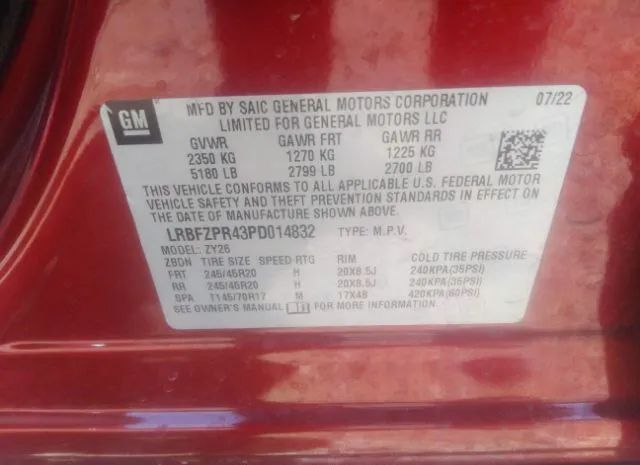 GM
MFD BY SAIC GENERAL MOTORS CORPORATION 07/22
LIMITED FOR GENERAL MOTORS LLC
GVWR GAWR FRT GAWR RR
2350 KG 1270 KG 1225 KG
5180 LB 2799 LB 2700 LB
THIS VEHICLE CONFORMS TO ALL APPLICABLE U.S. FEDERAL MOTOR
VEHICLE SAFETY AND THEFT PREVENTION STANDARDS IN EFFECT ON
THE DATE OF MANUFACTURE SHOWN ABOVE.
LRBFZPR43PD014832 TYPE: M.P.V.
MODEL: ZY26
ZBDN TIRE SIZE SPEED RTG RIM COLD TIRE PRESSURE
FRT 245/45R20 H 20X8.5J 240KPA(35PSI)
RR 245/45R20 H 20X8.5J 240KPA(35PSI)
SPA T145/70R17 M 17X4B 420KPA(60PSI)
SEE OWNER'S MANUAL FOR MORE INFORMATION.